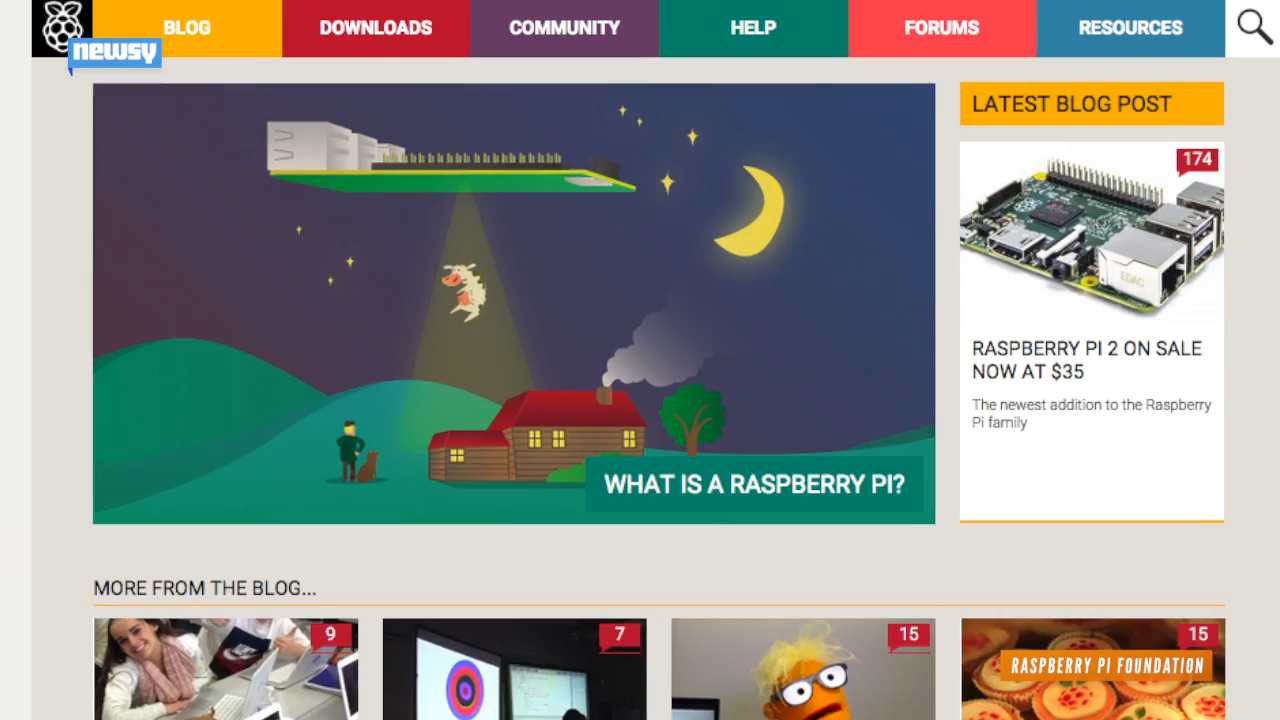 BLOG
DOWNLOADS
COMMUNITY
HELP
FORUMS
RESOURCES
newsy
LATEST BLOG POST
174
EDAC
RASPBERRY PI 2 ON SALE
NOW AT $35
The newest addition to the Raspberry
Pi family
WHAT IS A RASPBERRY PI?
MORE FROM THE BLOG...
9
7
15
15
RASPBERRY PI FOUNDATION